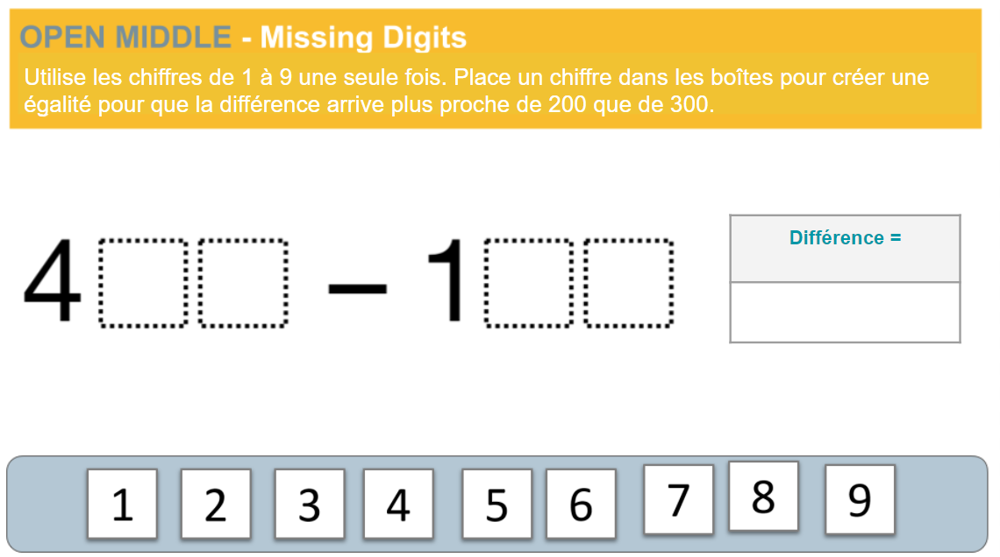 OPEN MIDDLE - Missing Digits
Utilise les chiffres de 1 à 9 une seule fois. Place un chiffre dans les boîtes pour créer une
égalité pour que la différence arrive plus proche de 200 que de 300.
Différence =
4 – 1
1 2 3 4 5 6 7 8 9